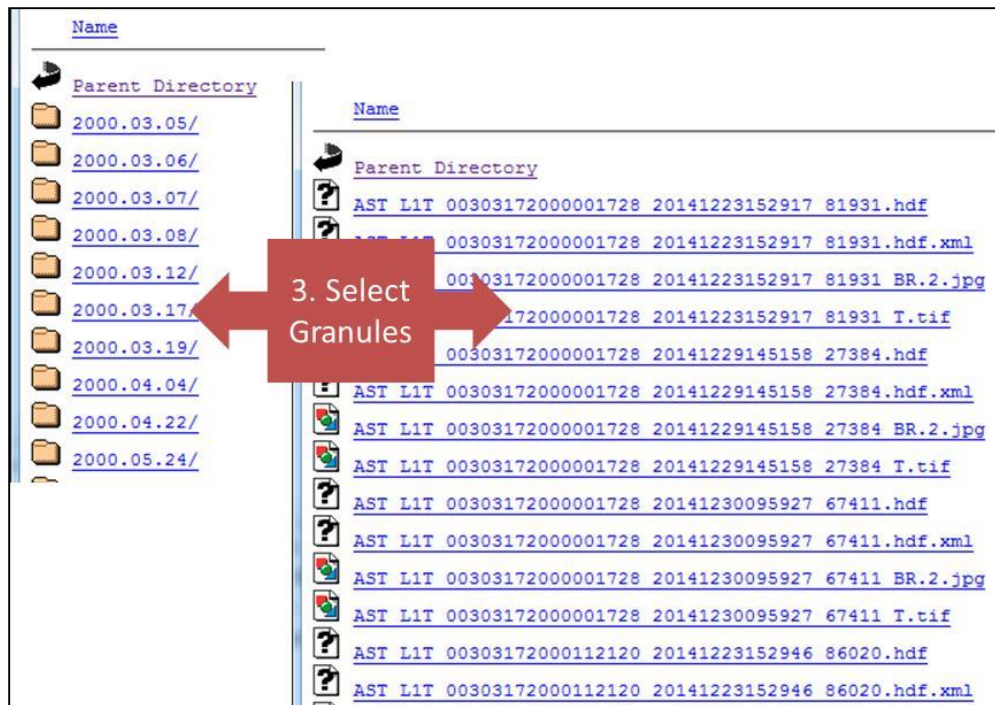 Name
Parent Directory
2000.03.05/
2000.03.06/
2000.03.07/
2000.03.08/
2000.03.12/
2000.03.17/
2000.03.19/
2000.04.04/
2000.04.22/
2000.05.24/
3. Select
Granules
Name
Parent Directory
AST L1T 00303172000001728 20141223152917 81931.hdf
AST L1T 00303172000001728 20141223152917 81931.hdf.xml
00303172000001728 20141223152917 81931 BR.2.jpg
20141223152917 81931 T.tif
00303172000001728 20141229145158 27384.hdf
AST L1T 00303172000001728 20141229145158 27384.hdf.xml
AST L1T 00303172000001728 20141229145158 27384 BR.2.jpg
AST L1T 00303172000001728 20141229145158 27384 T.tif
AST L1T 00303172000001728 20141230095927 67411.hdf
AST L1T 00303172000001728 20141230095927 67411.hdf.xml
AST L1T 00303172000001728 20141230095927 67411 BR.2.jpg
AST L1T 00303172000001728 20141230095927 67411 T.tif
AST L1T 00303172000112120 20141223152946 86020.hdf
AST L1T 00303172000112120 20141223152946 86020.hdf.xml